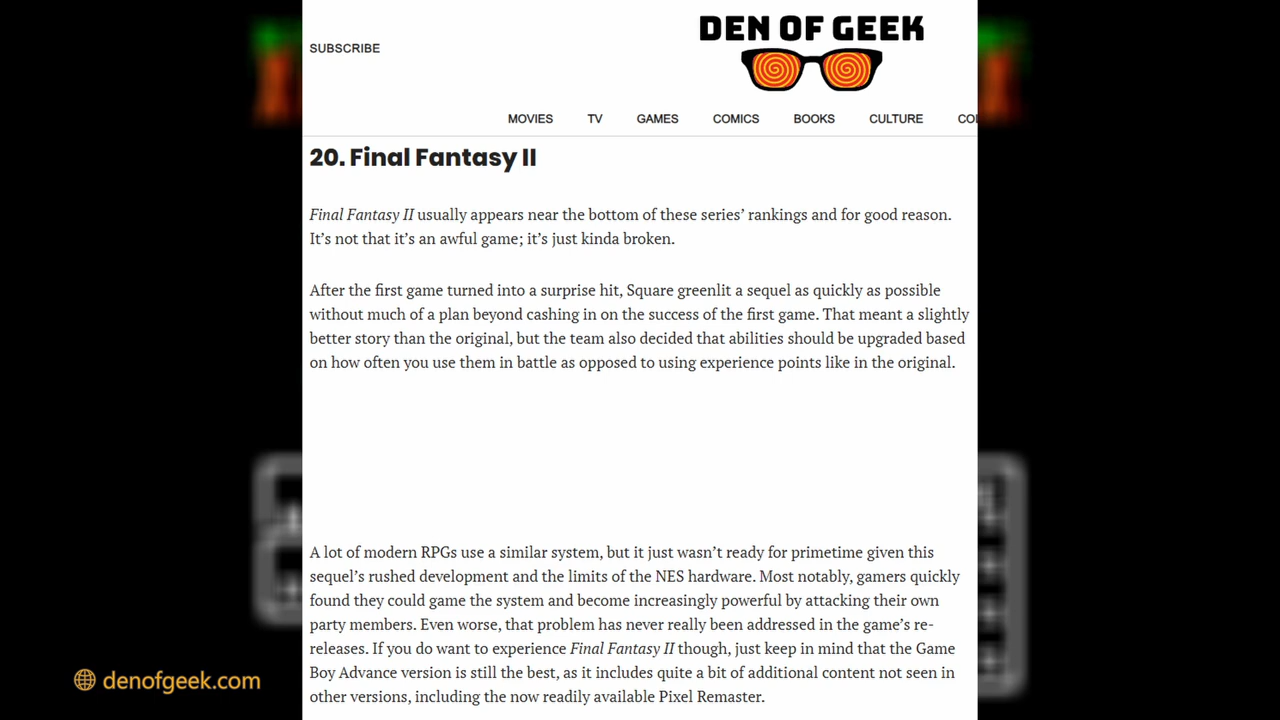 DEN OF GEEK
SUBSCRIBE
MOVIES TV GAMES COMICS BOOKS CULTURE
20. Final Fantasy II
Final Fantasy II usually appears near the bottom of these series’ rankings and for good reason.
It’s not that it’s an awful game; it’s just kinda broken.
After the first game turned into a surprise hit, Square greenlit a sequel as quickly as possible
without much of a plan beyond cashing in on the success of the first game. That meant a slightly
better story than the original, but the team also decided that abilities should be upgraded based
on how often you use them in battle as opposed to using experience points like in the original.
A lot of modern RPGs use a similar system, but it just wasn’t ready for primetime given this
sequel’s rushed development and the limits of the NES hardware. Most notably, gamers quickly
found they could game the system and become increasingly powerful by attacking their own
party members. Even worse, that problem has never really been addressed in the game’s re-
releases. If you do want to experience Final Fantasy II though, just keep in mind that the Game
Boy Advance version is still the best, as it includes quite a bit of additional content not seen in
other versions, including the now readily available Pixel Remaster.
denofgeek.com